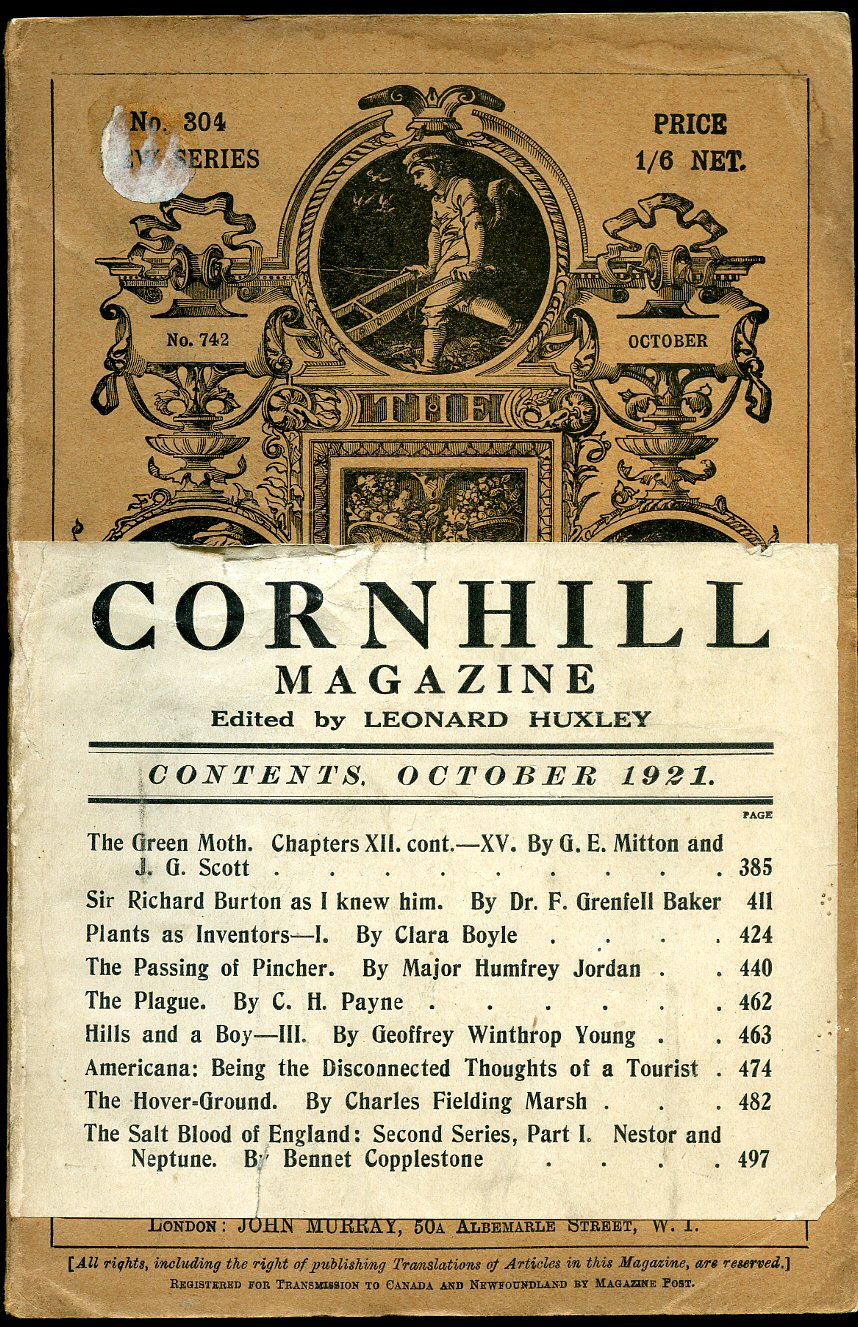 No. 304
SERIES
PRICE
1/6 NET.
No. 742
OCTOBER
THE
CORNHILL
MAGAZINE
Edited by LEONARD HUXLEY
CONTENTS. OCTOBER 1921.
PAGE
The Green Moth. Chapters XII. cont.—XV. By G. E. Mitton and
J. G. Scott . . . . . . . . . 385
Sir Richard Burton as I knew him. By Dr. F. Grenfell Baker 411
Plants as Inventors—I. By Clara Boyle . . . . 424
The Passing of Pincher. By Major Humfrey Jordan . . 440
The Plague. By C. H. Payne . . . . . . 462
Hills and a Boy—III. By Geoffrey Winthrop Young . . 463
Americana: Being the Disconnected Thoughts of a Tourist . 474
The Hover-Ground. By Charles Fielding Marsh . . . 482
The Salt Blood of England: Second Series, Part I. Nestor and
Neptune. By Bennet Copplestone . . . . 497
LONDON: JOHN MURRAY, 50A ALBEMARLE STREET, W. 1.
[All rights, including the right of publishing Translations of Articles in this Magazine, are reserved.]
REGISTERED FOR TRANSMISSION TO CANADA AND NEWFOUNDLAND BY MAGAZINE POST.